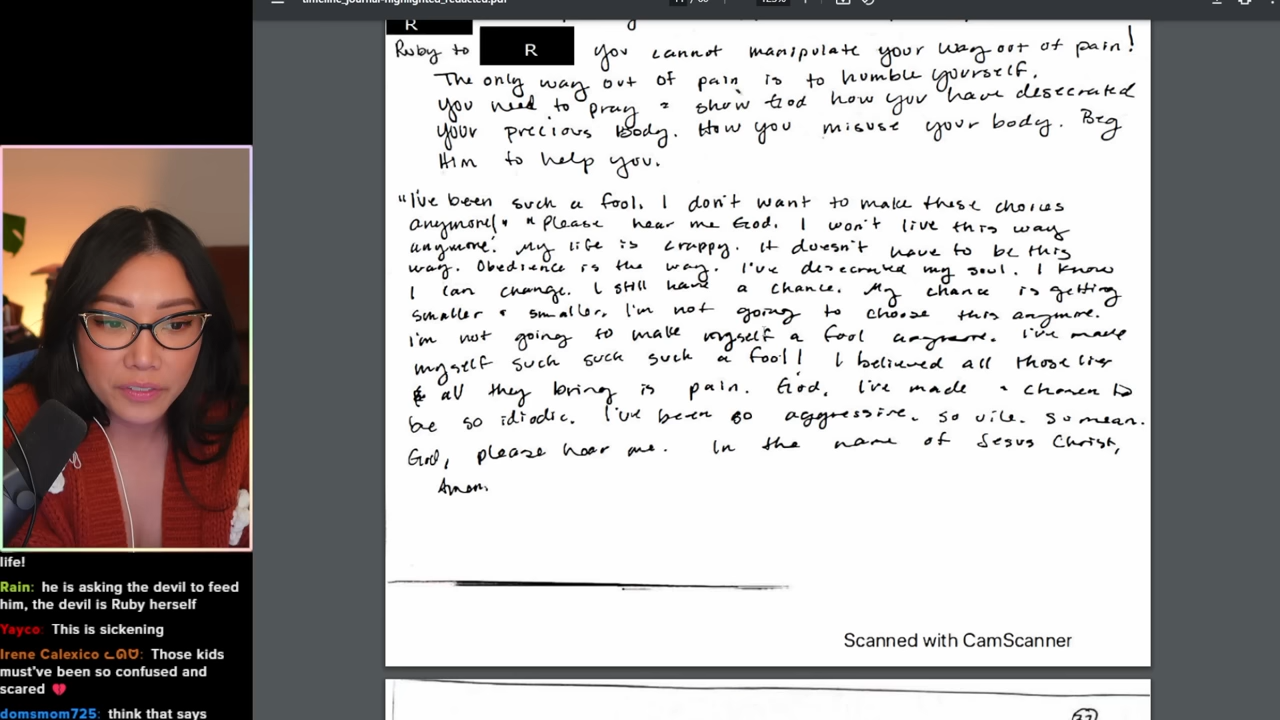 timeline_journal-highlighted_redacted.pdf
R
Ruby to R you cannot manipulate your way out of pain!
The only way out of pain is to humble yourself.
you need to pray & show God how you have desecrated
your precious body. How you misuse your body. Beg
Him to help you.
"I've been such a fool. I don't want to make these choices
anymore!" "Please hear me God. I won't live this way
anymore! My life is crappy. It doesn't have to be this
way. Obedience is the way. I've desecrated my soul. I know
I can change. I still have a chance. My chance is getting
smaller & smaller. I'm not going to choose this anymore.
I'm not going to make myself a fool anymore. I've made
myself such such such a fool! I believed all those lies
& all they bring is pain. God, I've made & chosen to
be so idiodic. I've been so aggressive. So vile. So mean.
God, please hear me. In the name of Jesus Christ,
Amen.
Scanned with CamScanner
life!
Rain: he is asking the devil to feed
him, the devil is Ruby herself
Yayco: This is sickening
Irene Calexico: Those kids
must've been so confused and
scared
domsmom725: think that says